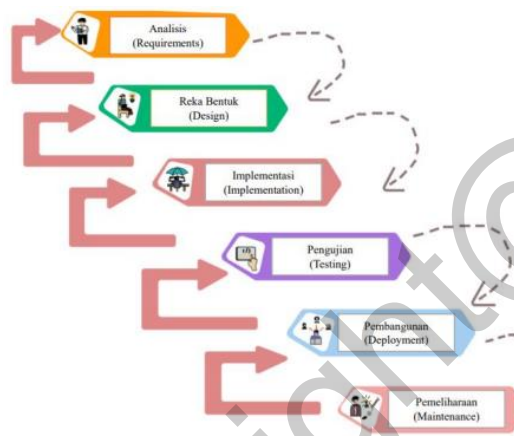 Analisis
(Requirements)
Reka Bentuk
(Design)
Implementasi
(Implementation)
Pengujian
(Testing)
Pembangunan
(Deployment)
Pemeliharaan
(Maintenance)